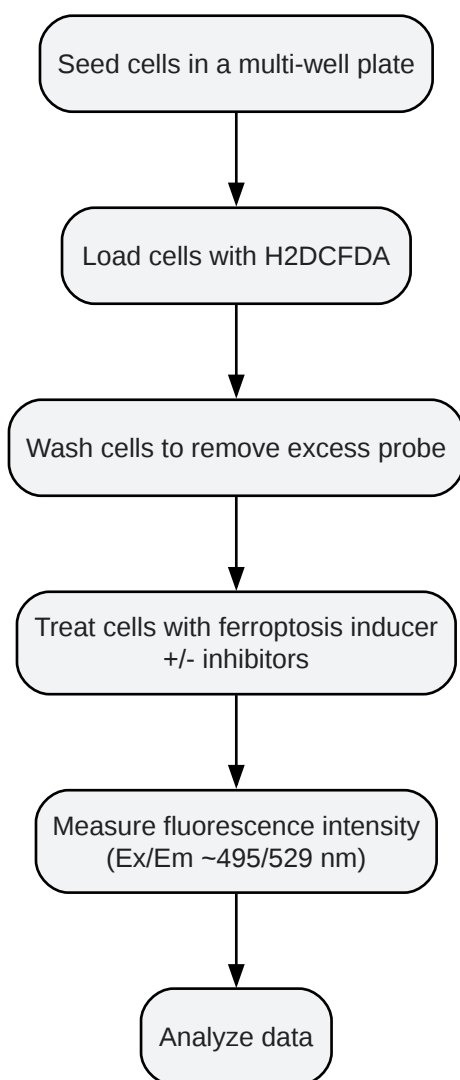 Seed cells in a multi-well plate
Load cells with H2DCFDA
Wash cells to remove excess probe
Treat cells with ferroptosis inducer
+/- inhibitors
Measure fluorescence intensity
(Ex/Em ~495/529 nm)
Analyze data